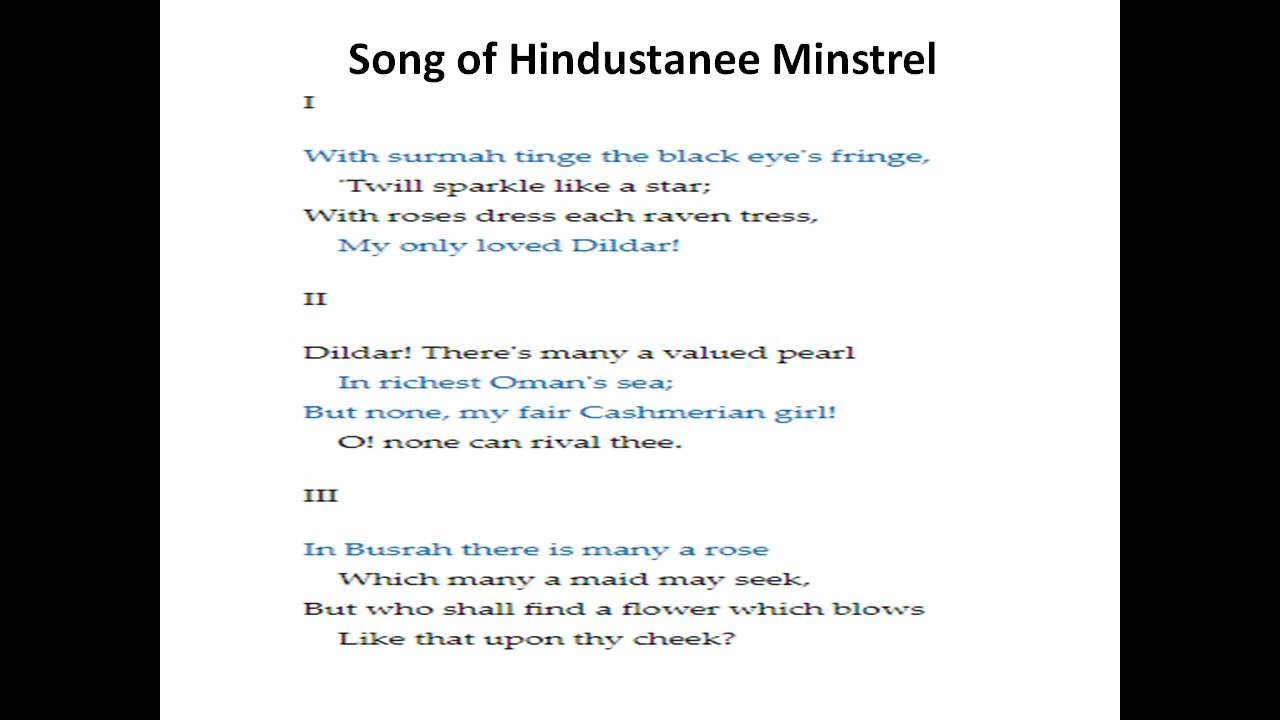 Song of Hindustanee Minstrel
I
With surmah tinge the black eye's fringe,
'Twill sparkle like a star;
With roses dress each raven tress,
My only loved Dildar!
II
Dildar! There's many a valued pearl
In richest Oman's sea;
But none, my fair Cashmerian girl!
O! none can rival thee.
III
In Busrah there is many a rose
Which many a maid may seek,
But who shall find a flower which blows
Like that upon thy cheek?